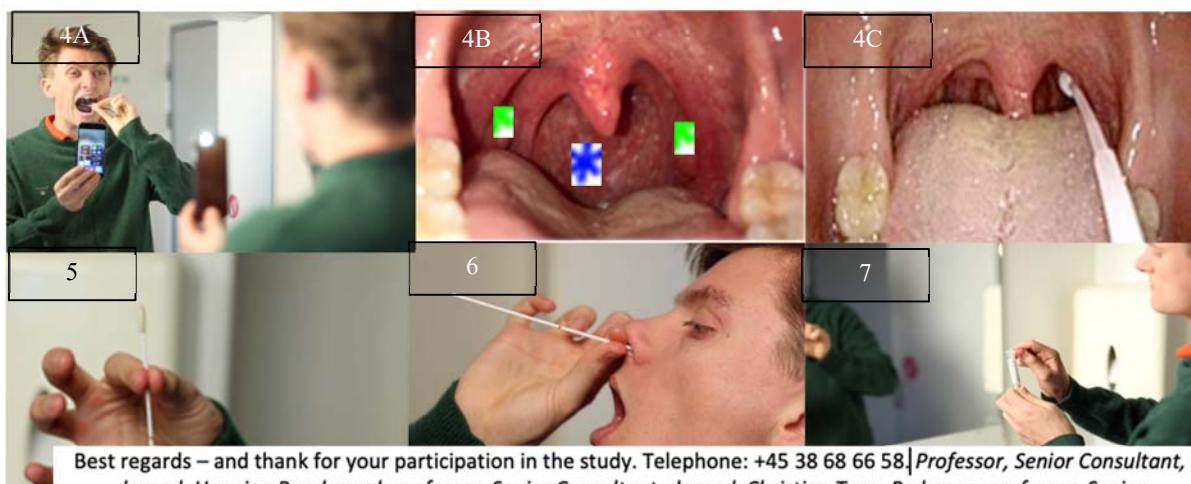 4A
4B
4C
5
6
7
Best regards – and thank for your participation in the study. Telephone: +45 38 68 66 58. Professor, Senior Consultant,